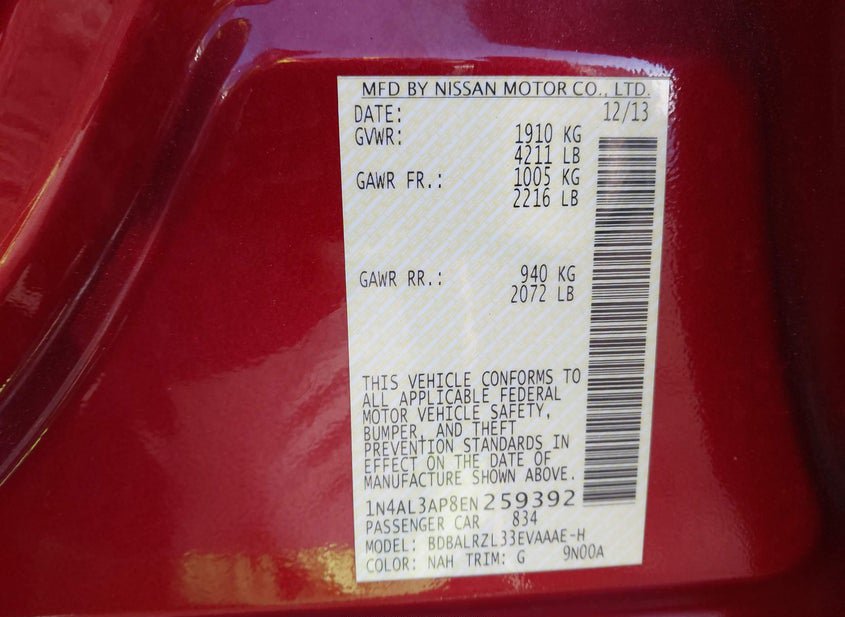 MFD BY NISSAN MOTOR CO., LTD.
DATE: 12/13
GVWR: 1910 KG
4211 LB
GAWR FR.: 1005 KG
2216 LB
GAWR RR.: 940 KG
2072 LB
THIS VEHICLE CONFORMS TO
ALL APPLICABLE FEDERAL
MOTOR VEHICLE SAFETY,
BUMPER, AND THEFT
PREVENTION STANDARDS IN
EFFECT ON THE DATE OF
MANUFACTURE SHOWN ABOVE.
1N4AL3AP8EN259392
PASSENGER CAR 834
MODEL: BDBALRZL33EVAAAE-H
COLOR: NAH TRIM: G 9N00A